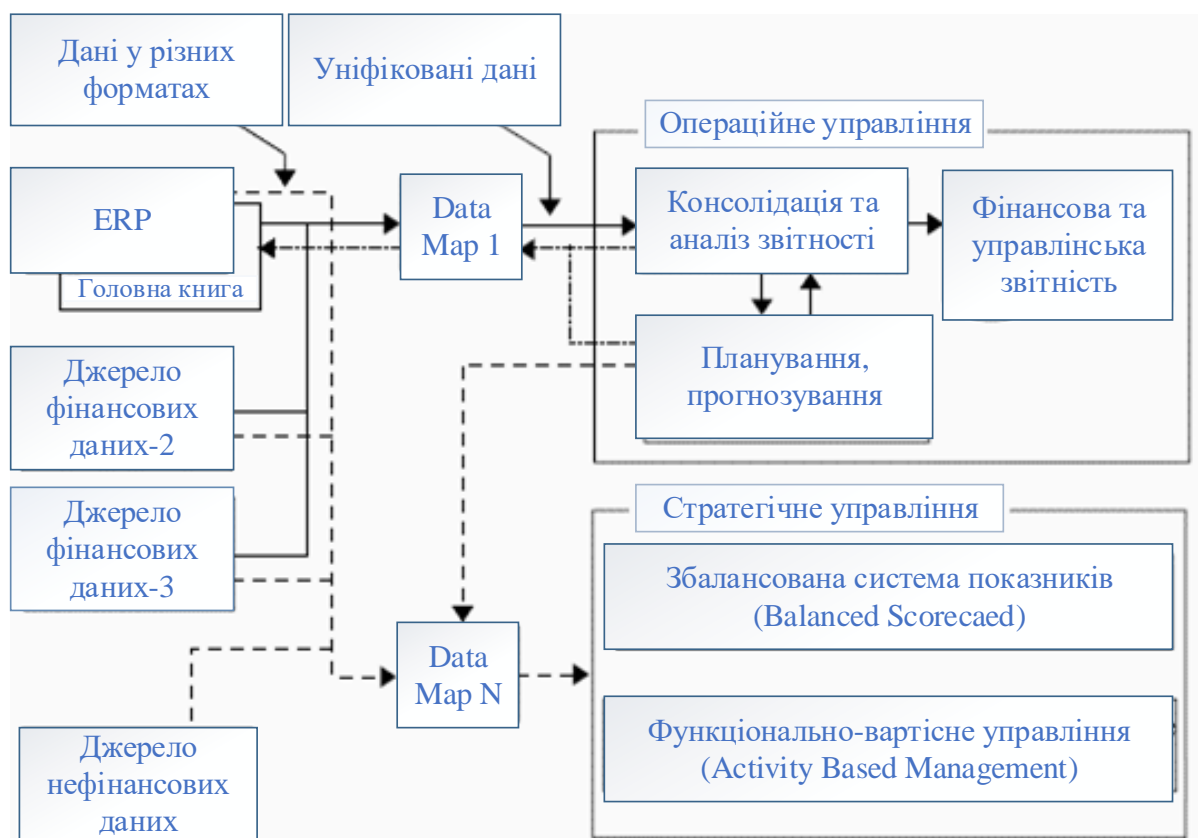 Дані у різних
форматах
Уніфіковані дані
Операційне управління
ERP
Головна книга
Data
Map 1
Консолідація та
аналіз звітності
Фінансова та
управлінська
звітність
Джерело
фінансових
даних-2
Планування,
прогнозування
Джерело
фінансових
даних-3
Стратегічне управління
Збалансована система показників
(Balanced Scorecaed)
Data
Map N
Функціонально-вартісне управління
(Activity Based Management)
Джерело
нефінансових
даних